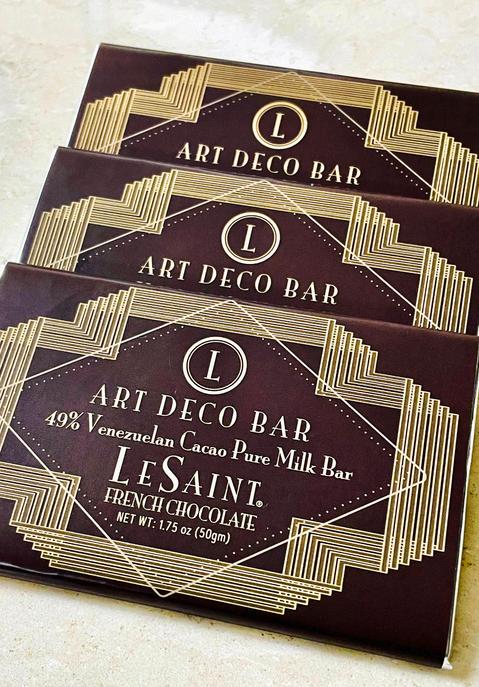 L
ART DECO BAR
L
ART DECO BAR
L
ART DECO BAR
49% Venezuelan Cacao Pure Milk Bar
LESAINT®
FRENCH CHOCOLATE
NET WT: 1.75 oz (50gm)